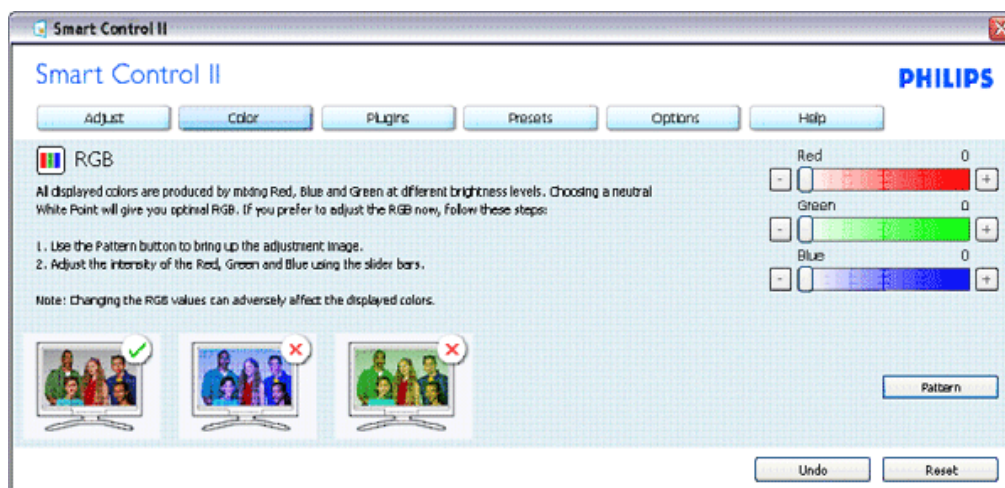 Smart Control II
Smart Control II
PHILIPS
Adjust Color Plugins Presets Options Help
RGB
All displayed colors are produced by mixing Red, Blue and Green at different brightness levels. Choosing a neutral
White Point will give you optimal RGB. If you prefer to adjust the RGB now, follow these steps:
1. Use the Pattern button to bring up the adjustment image.
2. Adjust the intensity of the Red, Green and Blue using the slider bars.
Note: Changing the RGB values can adversely affect the displayed colors.
Red 0
- +
Green 0
- +
Blue 0
- +
Pattern
Undo Reset